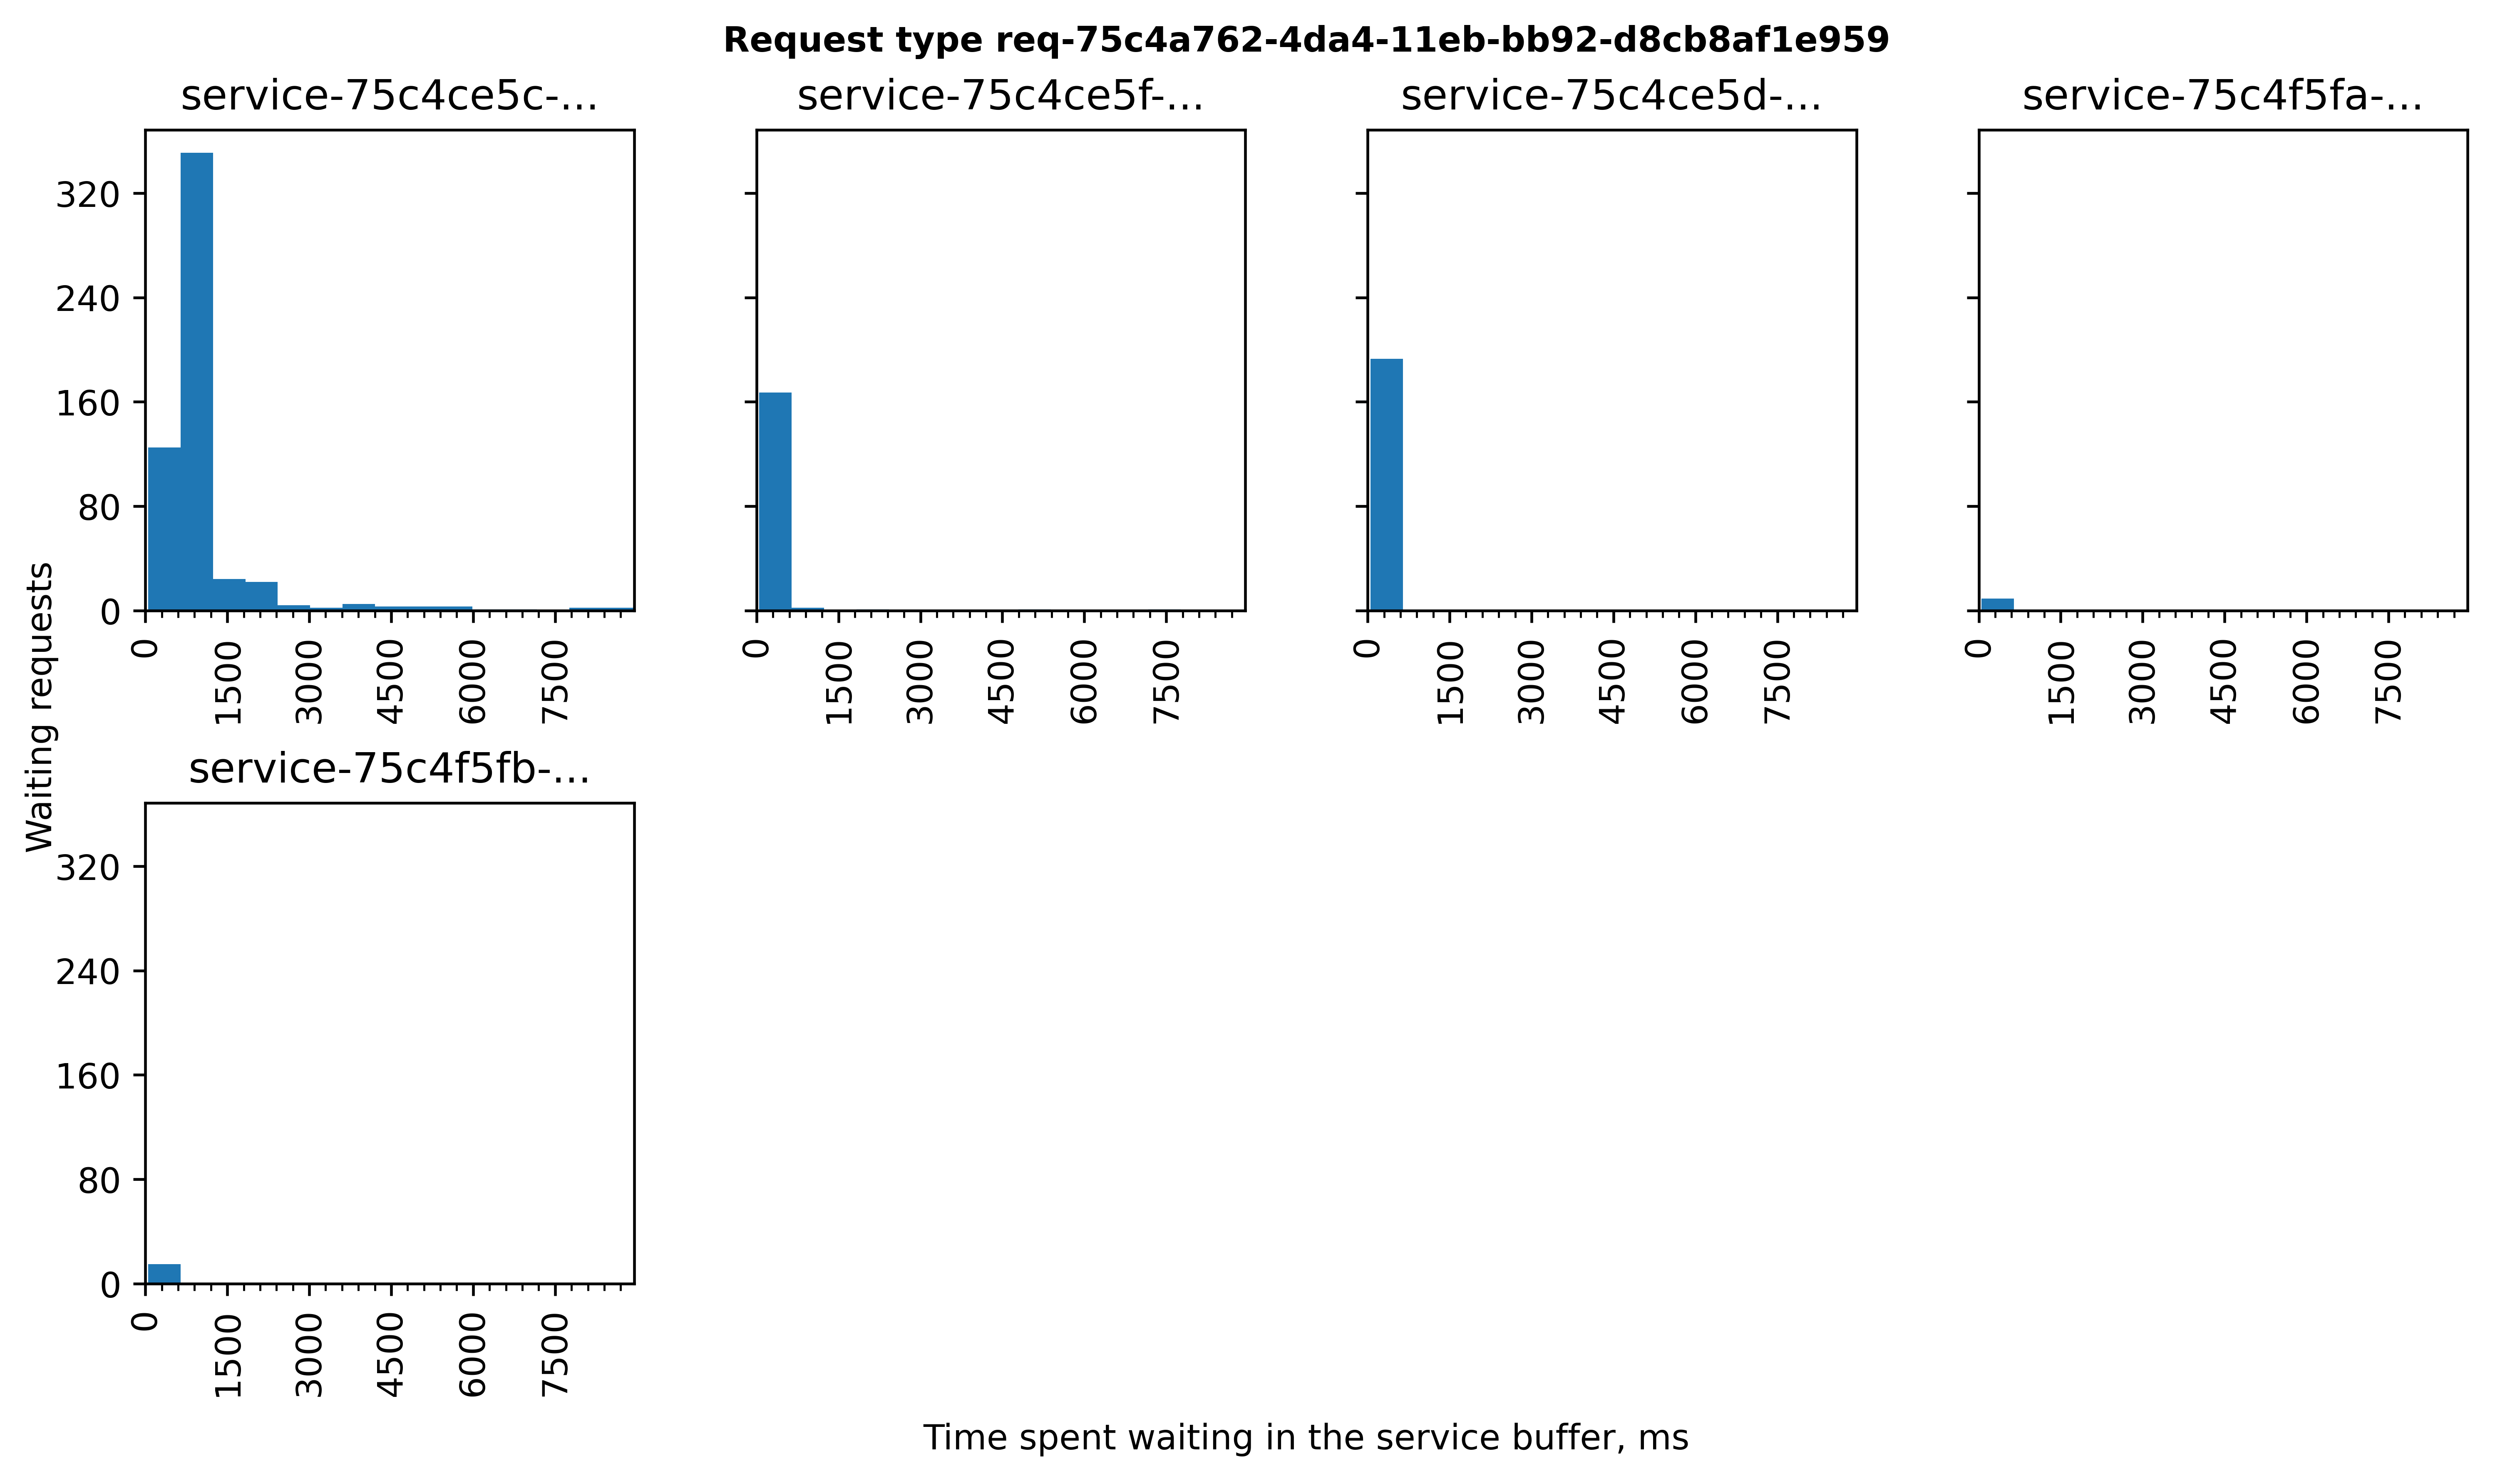 Request type req-75c4a762-4da4-11eb-bb92-d8cb8af1e959
service-75c4ce5c-...
service-75c4ce5f-...
service-75c4ce5d-...
service-75c4f5fa-...
320
240
160
80
0
0 1500 3000 4500 6000 7500
0 1500 3000 4500 6000 7500
0 1500 3000 4500 6000 7500
0 1500 3000 4500 6000 7500
Waiting requests
service-75c4f5fb-...
320
240
160
80
0
0 1500 3000 4500 6000 7500
Time spent waiting in the service buffer, ms